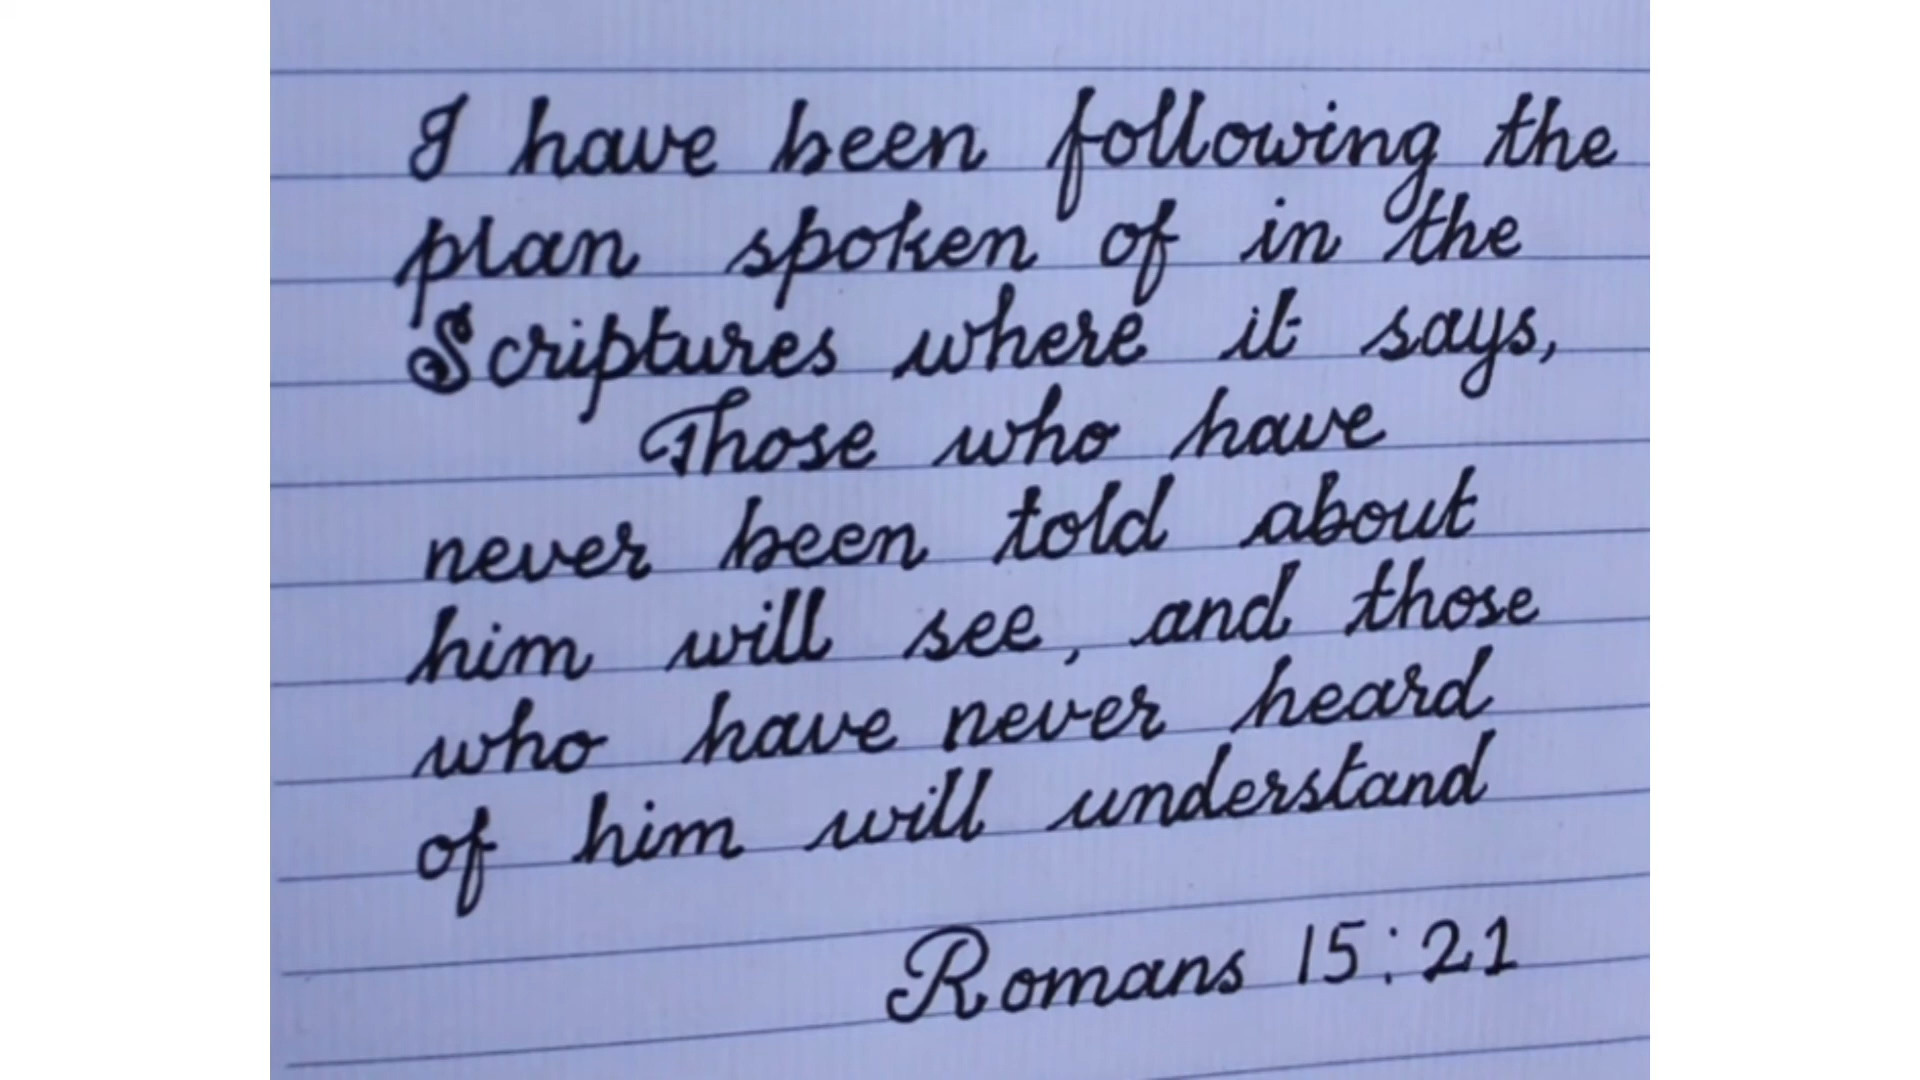 I have been following the
plan spoken of in the
Scriptures where it says,
Those who have
never been told about
him will see, and those
who have never heard
of him will understand
Romans 15:21